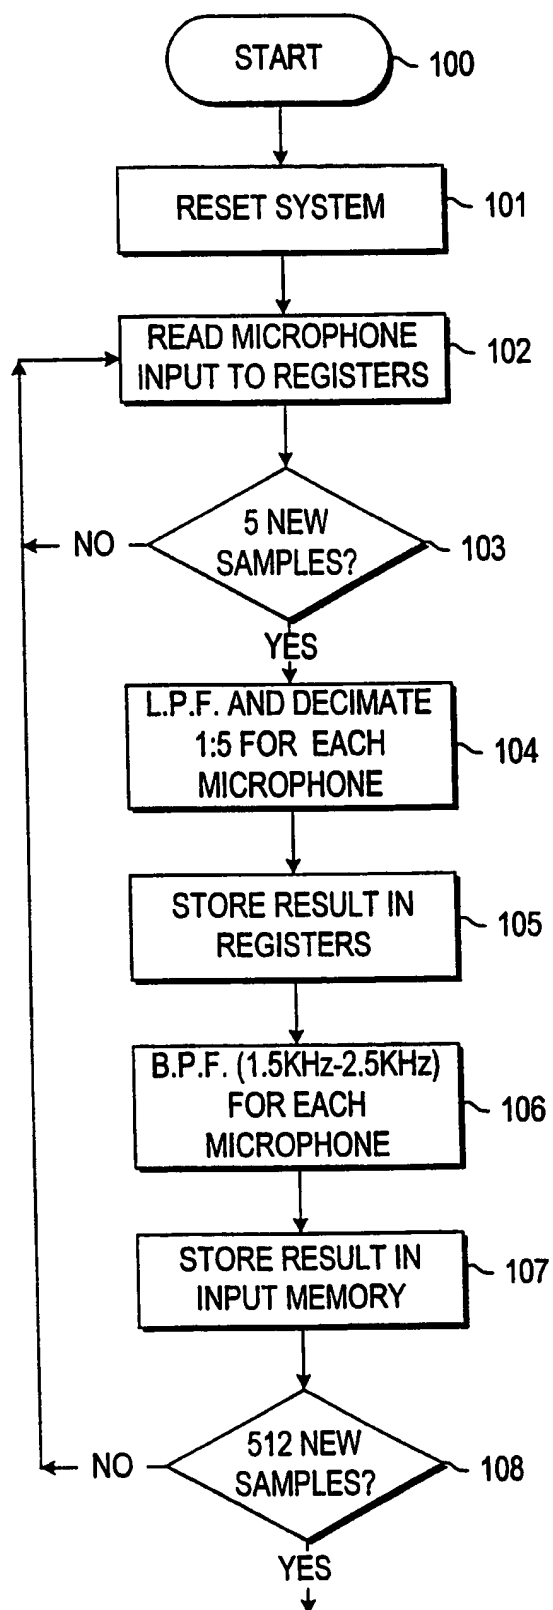 START
100
RESET SYSTEM
101
READ MICROPHONE
INPUT TO REGISTERS
102
5 NEW
SAMPLES?
103
NO
YES
L.P.F. AND DECIMATE
1:5 FOR EACH
MICROPHONE
104
STORE RESULT IN
REGISTERS
105
B.P.F. (1.5KHz-2.5KHz)
FOR EACH
MICROPHONE
106
STORE RESULT IN
INPUT MEMORY
107
512 NEW
SAMPLES?
108
NO
YES